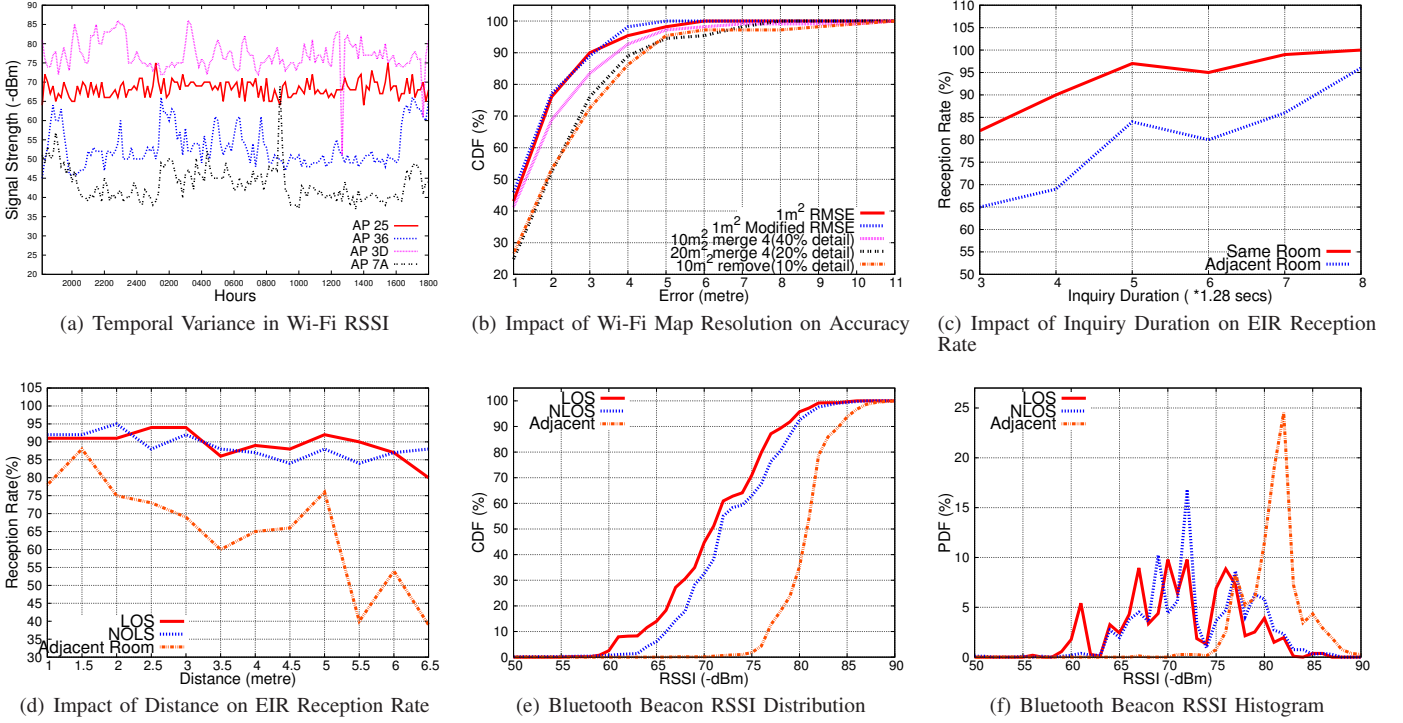 90
85
80
75
70
65
60
55
50
45
40
35
30
25
20
Signal Strength (-dBm)
AP 25
AP 36
AP 3D
AP 7A
2000 2200 0000 0200 0400 0600 0800 1000 1200 1400 1600 1800
Hours
(a) Temporal Variance in Wi-Fi RSSI
100
90
80
70
60
50
40
30
20
CDF (%)
1m² RMSE
1m² Modified RMSE
10m² merge 4(40% detail)
20m² merge 4(20% detail)
10m² remove(10% detail)
1 2 3 4 5 6 7 8 9 10 11
Error (metre)
(b) Impact of Wi-Fi Map Resolution on Accuracy
110
105
100
95
90
85
80
75
70
65
60
55
50
Reception Rate (%)
Same Room
Adjacent Room
3 4 5 6 7 8
Inquiry Duration ( *1.28 secs)
(c) Impact of Inquiry Duration on EIR Reception
Rate
105
100
95
90
85
80
75
70
65
60
55
50
45
40
35
30
Reception Rate(%)
LOS
NOLS
Adjacent Room
1 1.5 2 2.5 3 3.5 4 4.5 5 5.5 6 6.5
Distance (metre)
(d) Impact of Distance on EIR Reception Rate
100
90
80
70
60
50
40
30
20
10
0
CDF (%)
LOS
NLOS
Adjacent
50 55 60 65 70 75 80 85 90
RSSI (-dBm)
(e) Bluetooth Beacon RSSI Distribution
25
20
15
10
5
0
PDF (%)
LOS
NLOS
Adjacent
50 55 60 65 70 75 80 85 90
RSSI (-dBm)
(f) Bluetooth Beacon RSSI Histogram